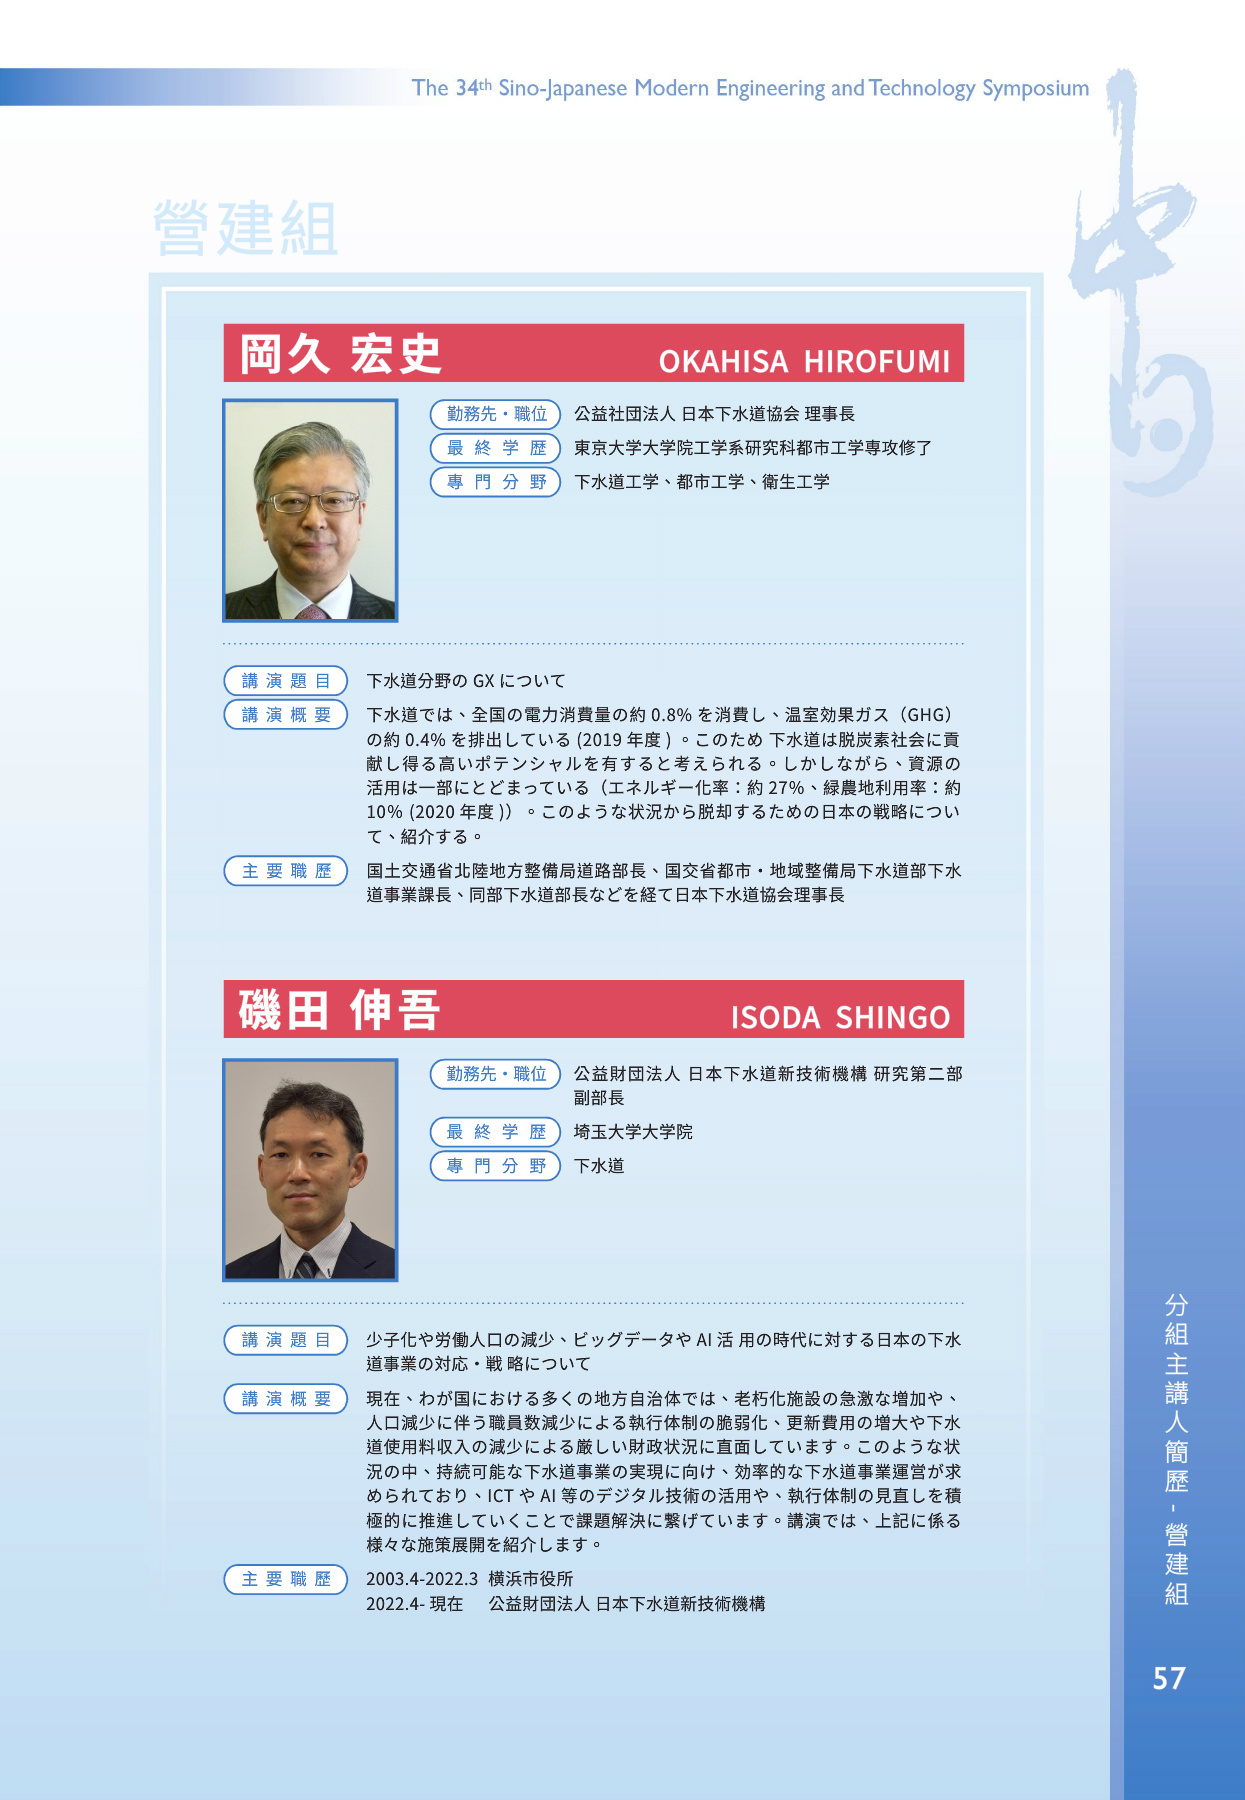 The 34th Sino-Japanese Modern Engineering and Technology Symposium
中日
營建組
岡久 宏史 OKAHISA HIROFUMI
勤務先・職位 公益社団法人 日本下水道協会 理事長
最終学歴 東京大学大学院工学系研究科都市工学専攻修了
專門分野 下水道工学、都市工学、衛生工学
講演題目 下水道分野の GX について
講演概要 下水道では、全国の電力消費量の約 0.8% を消費し、温室効果ガス（GHG）
の約 0.4% を排出している (2019 年度 ) 。このため 下水道は脱炭素社会に貢
献し得る高いポテンシャルを有すると考えられる。しかしながら、資源の
活用は一部にとどまっている（エネルギー化率：約 27%、緑農地利用率：約
10% (2020 年度 )）。このような状況から脱却するための日本の戦略につい
て、紹介する。
主要職歷 国土交通省北陸地方整備局道路部長、国交省都市・地域整備局下水道部下水
道事業課長、同部下水道部長などを経て日本下水道協会理事長
磯田 伸吾 ISODA SHINGO
勤務先・職位 公益財団法人 日本下水道新技術機構 研究第二部
副部長
最終学歴 埼玉大学大学院
專門分野 下水道
講演題目 少子化や労働人口の減少、ビッグデータや AI 活 用の時代に対する日本の下水
道事業の対応・戦 略について
講演概要 現在、わが国における多くの地方自治体では、老朽化施設の急激な増加や、
人口減少に伴う職員数減少による執行体制の脆弱化、更新費用の増大や下水
道使用料収入の減少による厳しい財政状況に直面しています。このような状
況の中、持続可能な下水道事業の実現に向け、効率的な下水道事業運営が求
められており、ICT や AI 等のデジタル技術の活用や、執行体制の見直しを積
極的に推進していくことで課題解決に繋げています。講演では、上記に係る
様々な施策展開を紹介します。
主要職歷 2003.4-2022.3 横浜市役所
2022.4- 現在 公益財団法人 日本下水道新技術機構
分組主講人簡歷 - 營建組
57